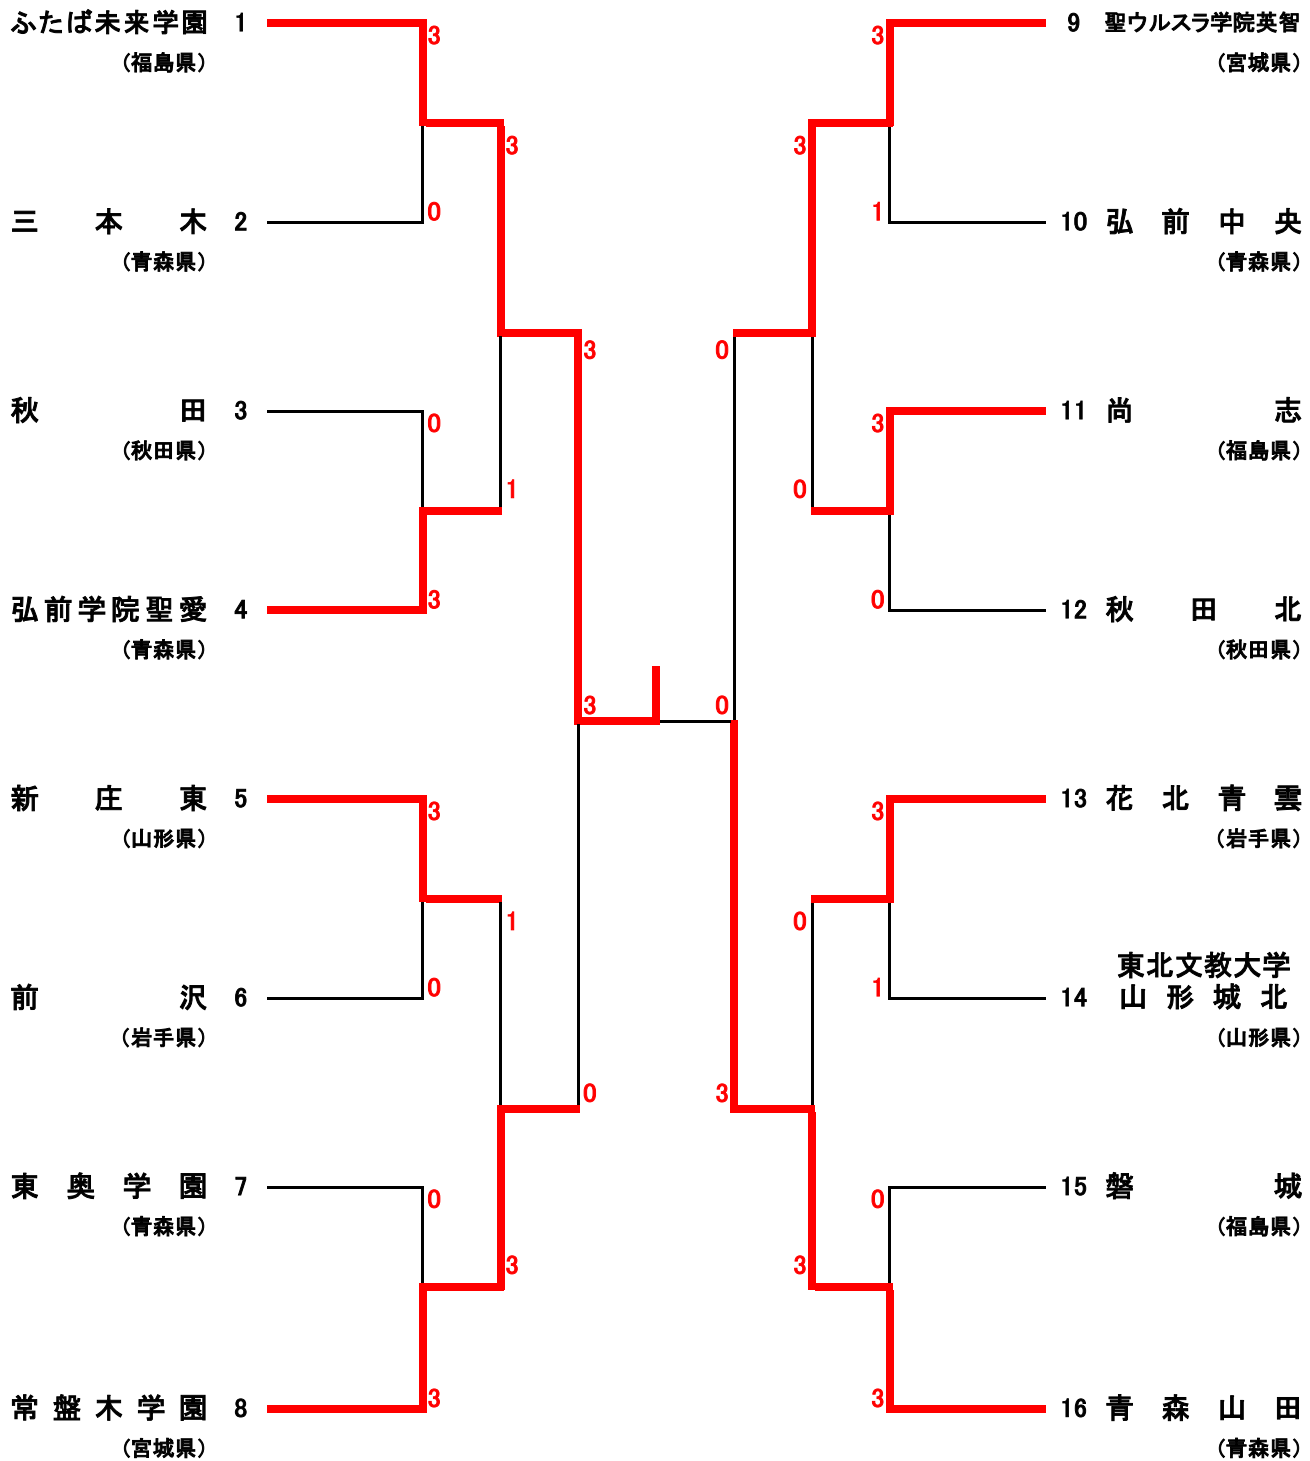 ふたば未来学園 1
(福島県)
3
三本木 2
(青森県)
0
3
秋田 3
(秋田県)
0
1
弘前学院聖愛 4
(青森県)
3
3
新庄東 5
(山形県)
3
前沢 6
(岩手県)
0
1
東奥学園 7
(青森県)
0
3
常盤木学園 8
(宮城県)
3
0
3
9 聖ウルスラ学院英智
(宮城県)
3
10 弘前中央
(青森県)
1
3
11 尚志
(福島県)
3
0
12 秋田北
(秋田県)
0
0
13 花北青雲
(岩手県)
3
東北文教大学
14 山形城北
(山形県)
1
0
15 磐城
(福島県)
0
3
16 青森山田
(青森県)
3
3
0